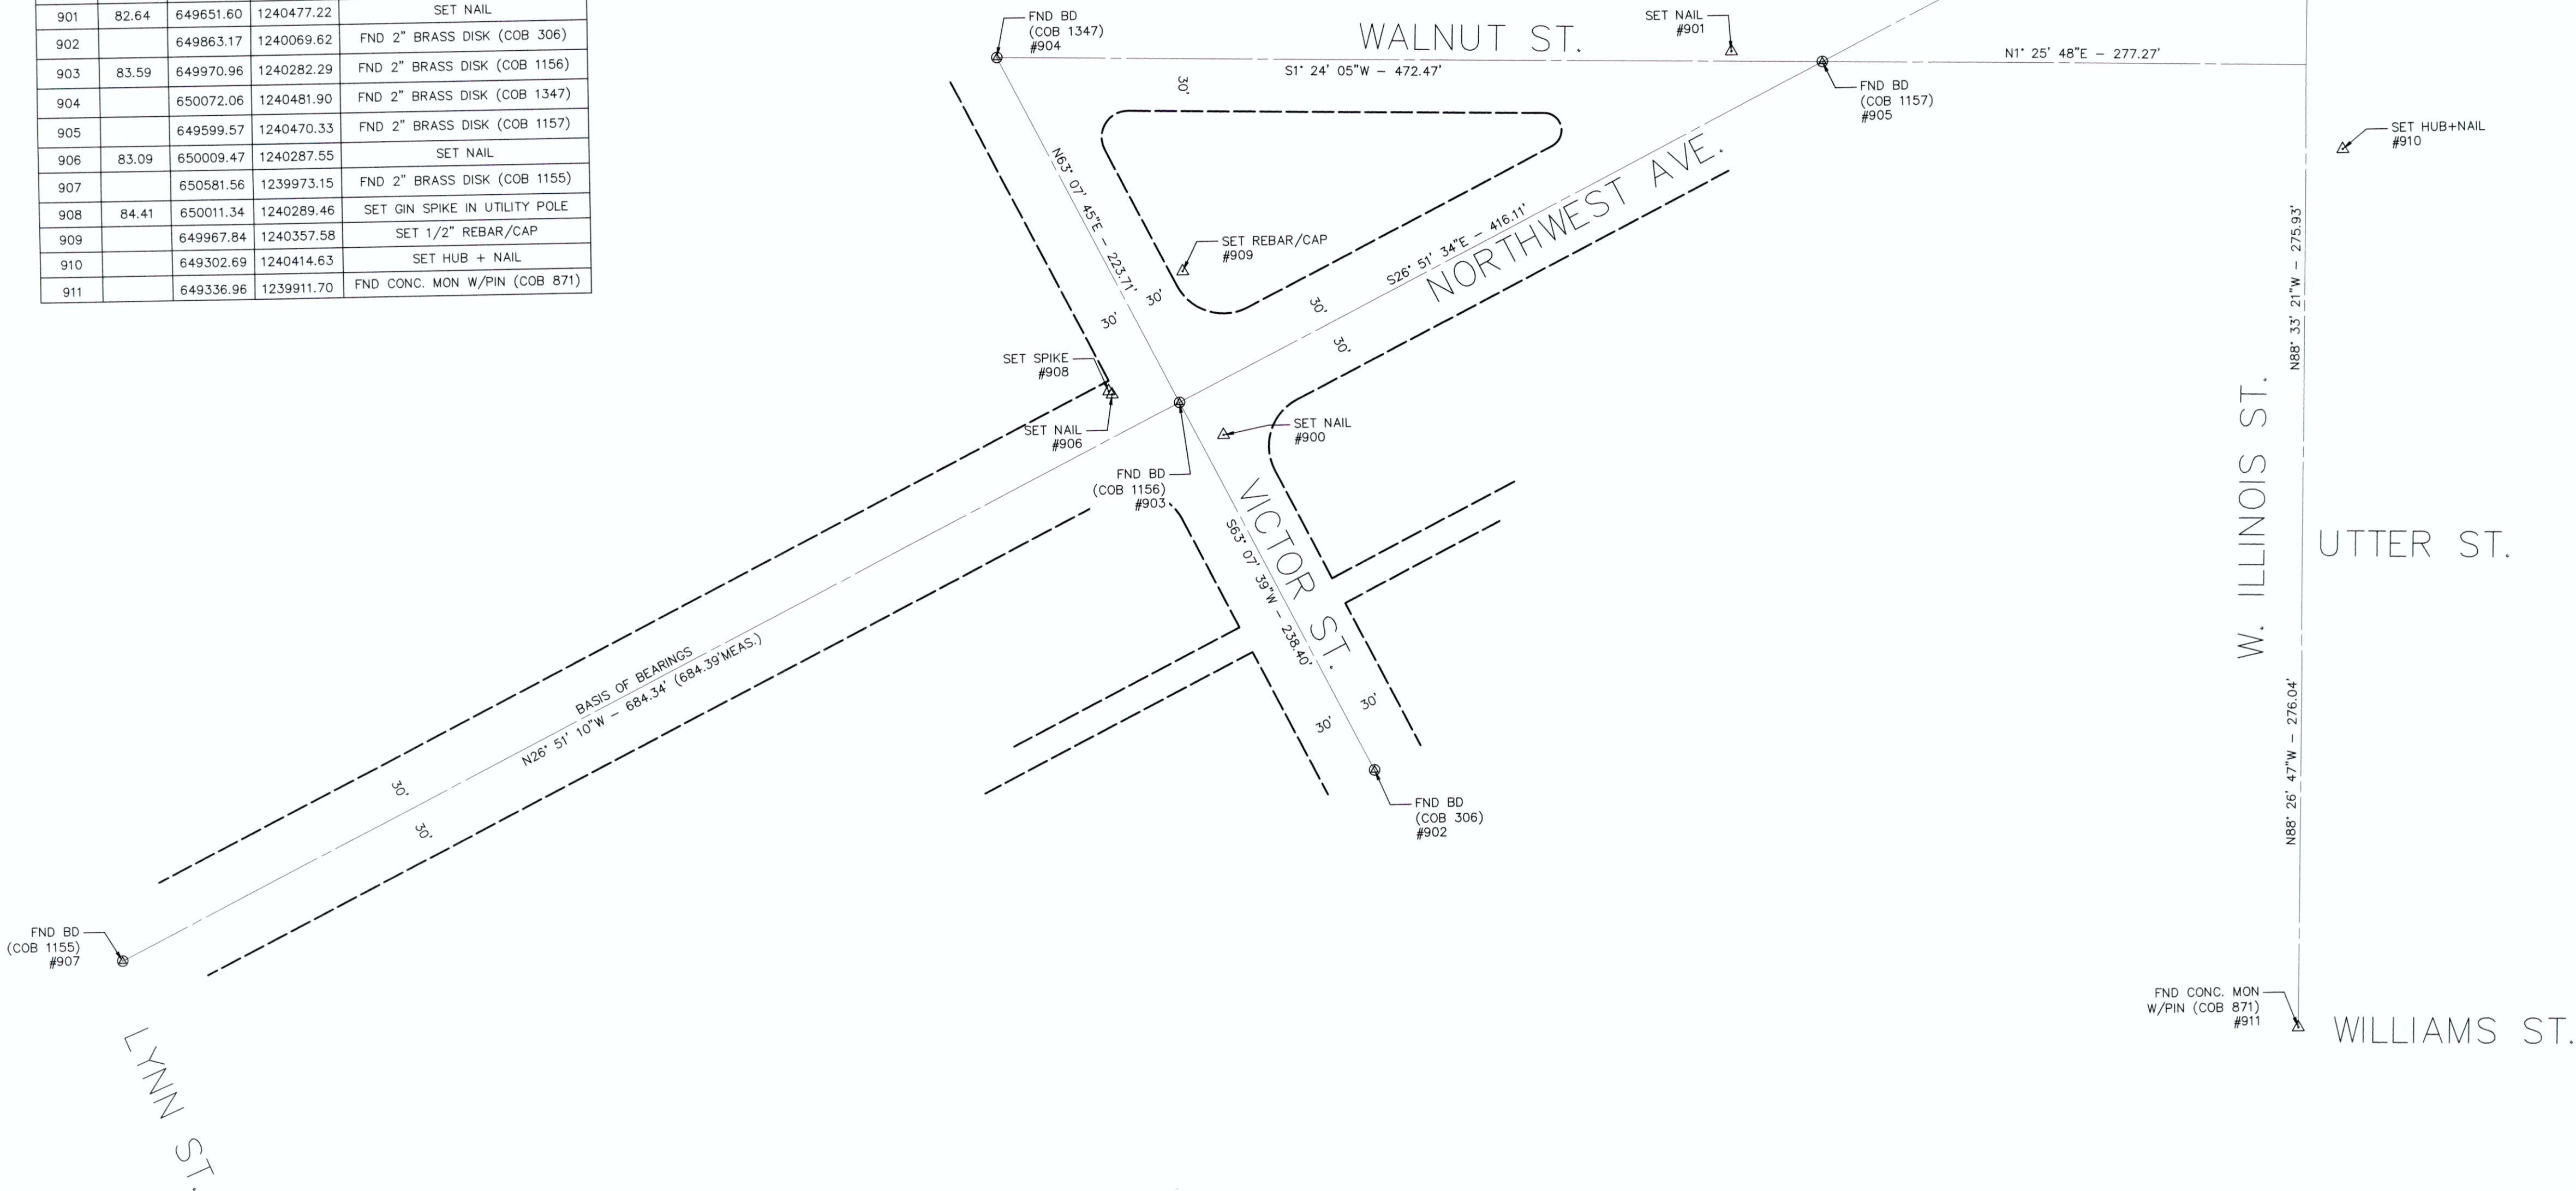 901 82.64 649651.60 1240477.22 SET NAIL
902 649863.17 1240069.62 FND 2" BRASS DISK (COB 306)
903 83.59 649970.96 1240282.29 FND 2" BRASS DISK (COB 1156)
904 650072.06 1240481.90 FND 2" BRASS DISK (COB 1347)
905 649599.57 1240470.33 FND 2" BRASS DISK (COB 1157)
906 83.09 650009.47 1240287.55 SET NAIL
907 650581.56 1239973.15 FND 2" BRASS DISK (COB 1155)
908 84.41 650011.34 1240289.46 SET GIN SPIKE IN UTILITY POLE
909 649967.84 1240357.58 SET 1/2" REBAR/CAP
910 649302.69 1240414.63 SET HUB + NAIL
911 649336.96 1239911.70 FND CONC. MON W/PIN (COB 871)
FND BD
(COB 1347)
#904
WALNUT ST.
S1° 24' 05"W - 472.47'
30'
SET NAIL
#901
N1° 25' 48"E - 277.27'
FND BD
(COB 1157)
#905
SET HUB+NAIL
#910
N63° 07' 45"E - 223.71'
30'
30'
SET REBAR/CAP
#909
S26° 51' 34"E - 416.11'
NORTHWEST AVE.
30'
30'
N88° 33' 21"W - 275.93'
SET SPIKE
#908
SET NAIL
#906
SET NAIL
#900
FND BD
(COB 1156)
#903
VICTOR ST.
S63° 07' 39"W - 238.40'
30'
30'
W. ILLINOIS ST.
UTTER ST.
BASIS OF BEARINGS
N26° 51' 10"W - 684.34' (684.39'MEAS.)
30'
30'
N88° 26' 47"W - 276.04'
FND BD
(COB 306)
#902
FND BD
(COB 1155)
#907
FND CONC. MON
W/PIN (COB 871)
#911
WILLIAMS ST.
LYNN ST.